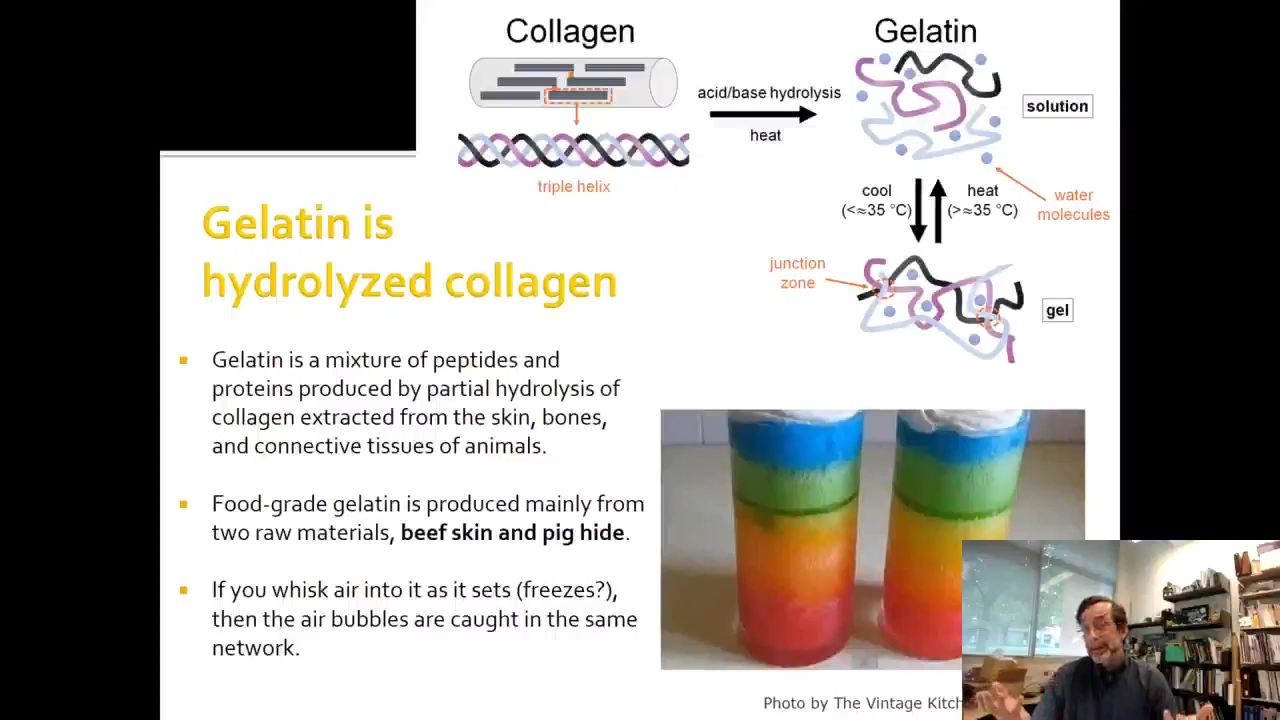 Collagen
Gelatin
acid/base hydrolysis
heat
solution
triple helix
cool
(<≈35 °C)
heat
(>≈35 °C)
water
molecules
junction
zone
gel
Gelatin is
hydrolyzed collagen
▪ Gelatin is a mixture of peptides and
proteins produced by partial hydrolysis of
collagen extracted from the skin, bones,
and connective tissues of animals.
▪ Food-grade gelatin is produced mainly from
two raw materials, beef skin and pig hide.
▪ If you whisk air into it as it sets (freezes?),
then the air bubbles are caught in the same
network.
Photo by The Vintage